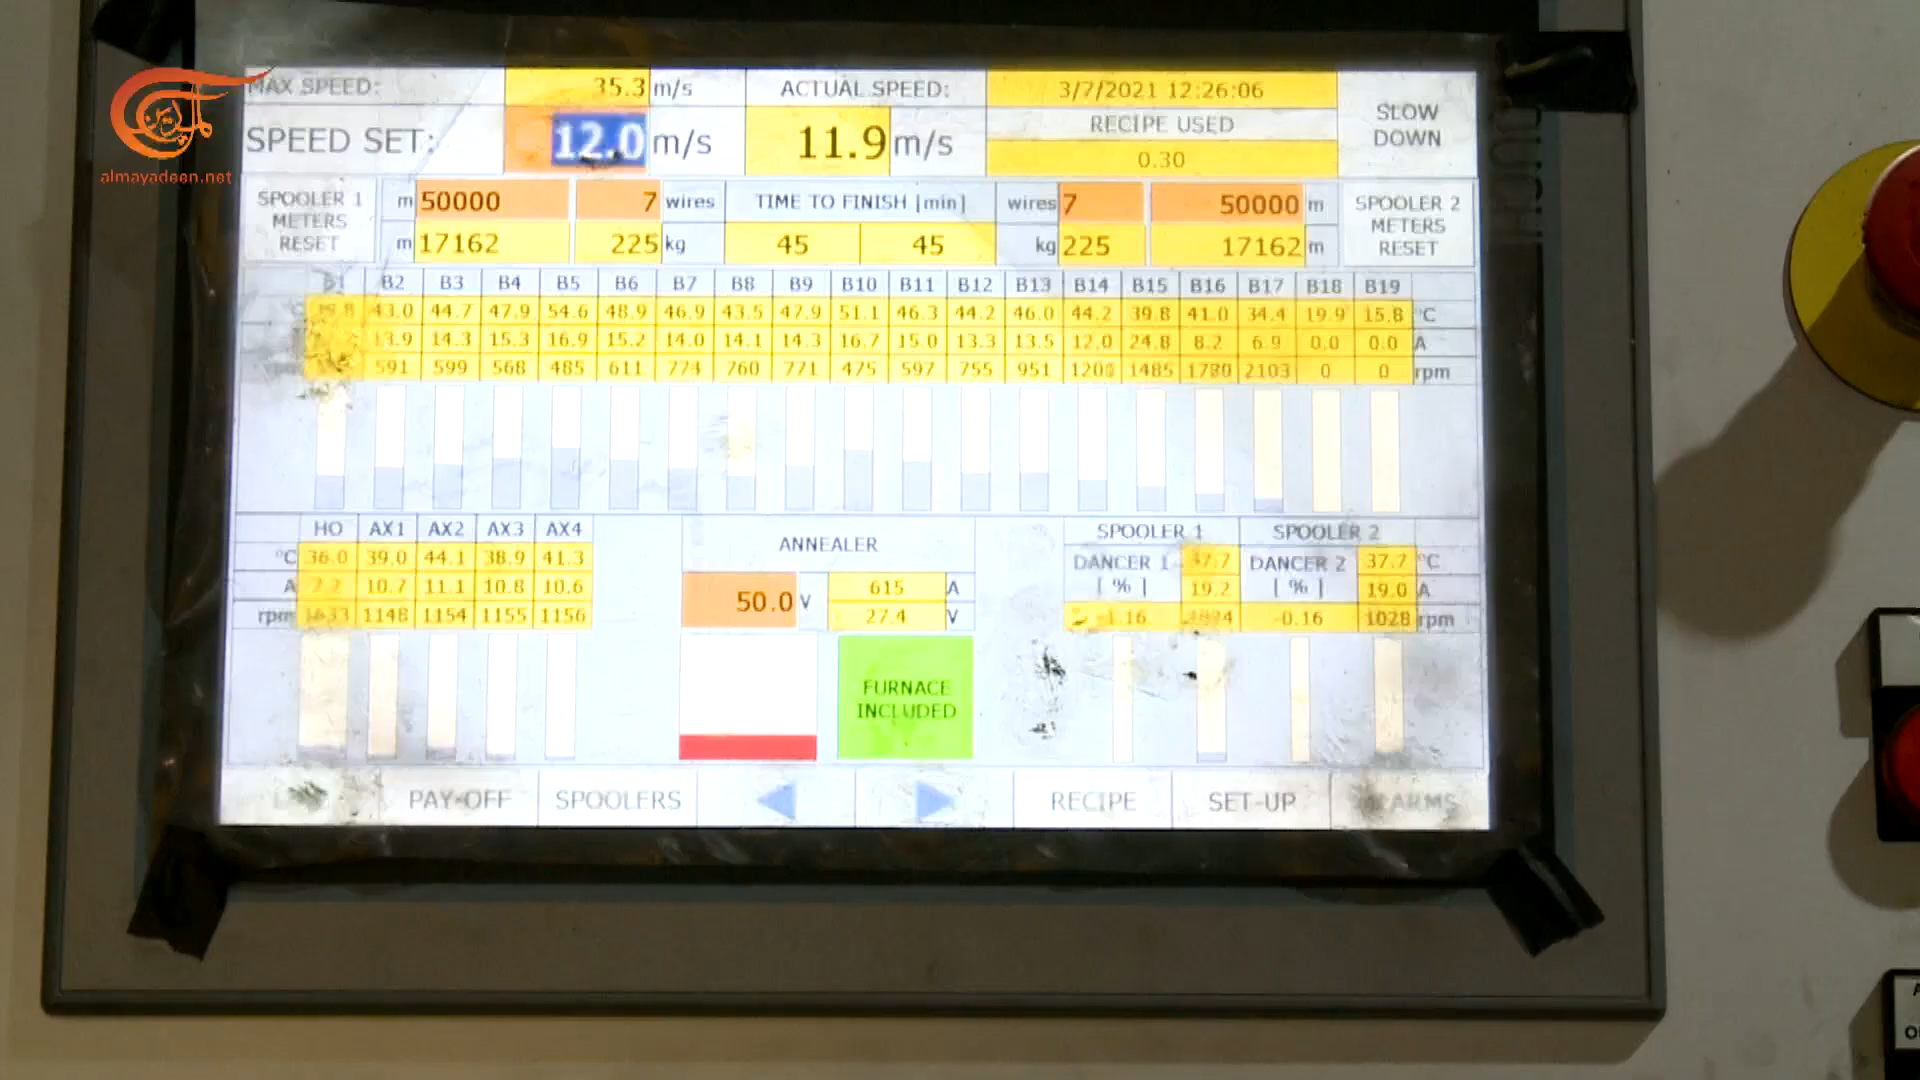 MAX SPEED: 35.3 m/s ACTUAL SPEED: 3/7/2021 12:26:06 SLOW DOWN
SPEED SET: 12.0 m/s 11.9 m/s RECIPE USED
0.30
almayadeen.net
SPOOLER 1 METERS RESET m 50000 7 wires TIME TO FINISH [min] wires 7 50000 m SPOOLER 2 METERS RESET
m 17162 225 kg 45 45 kg 225 17162 m
B1 B2 B3 B4 B5 B6 B7 B8 B9 B10 B11 B12 B13 B14 B15 B16 B17 B18 B19
°C 43.0 44.7 47.9 54.6 48.9 46.9 43.5 47.9 51.1 46.3 44.2 46.0 44.2 39.8 41.0 34.4 19.9 15.8 °C
13.9 14.3 15.3 16.9 15.2 14.0 14.1 14.3 16.7 15.0 13.3 13.5 12.0 24.8 8.2 6.9 0.0 0.0 A
rpm 591 599 568 485 611 774 760 771 475 597 755 951 1485 2103 0 0 rpm
HO AX1 AX2 AX3 AX4
°C 36.0 39.0 44.1 38.9 41.3
A 7.2 10.7 11.1 10.8 10.6
rpm 1633 1148 1154 1155 1156
ANNEALER
50.0 V 615 A
27.4 V
FURNACE INCLUDED
SPOOLER 1 SPOOLER 2
DANCER 1 37.7 DANCER 2 37.7 °C
[ % ] 19.2 [ % ] 19.0 A
-0.16 1028 rpm
PAY-OFF SPOOLERS RECIPE SET-UP ALARMS